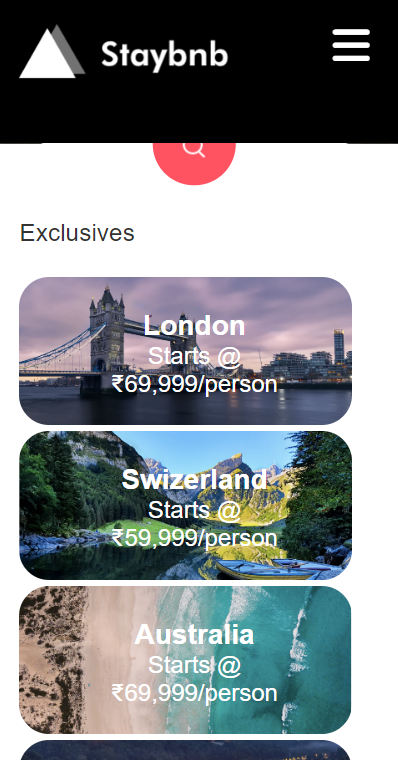 Staybnb
Exclusives
London
Starts @
₹69,999/person
Swizerland
Starts @
₹59,999/person
Australia
Starts @
₹69,999/person